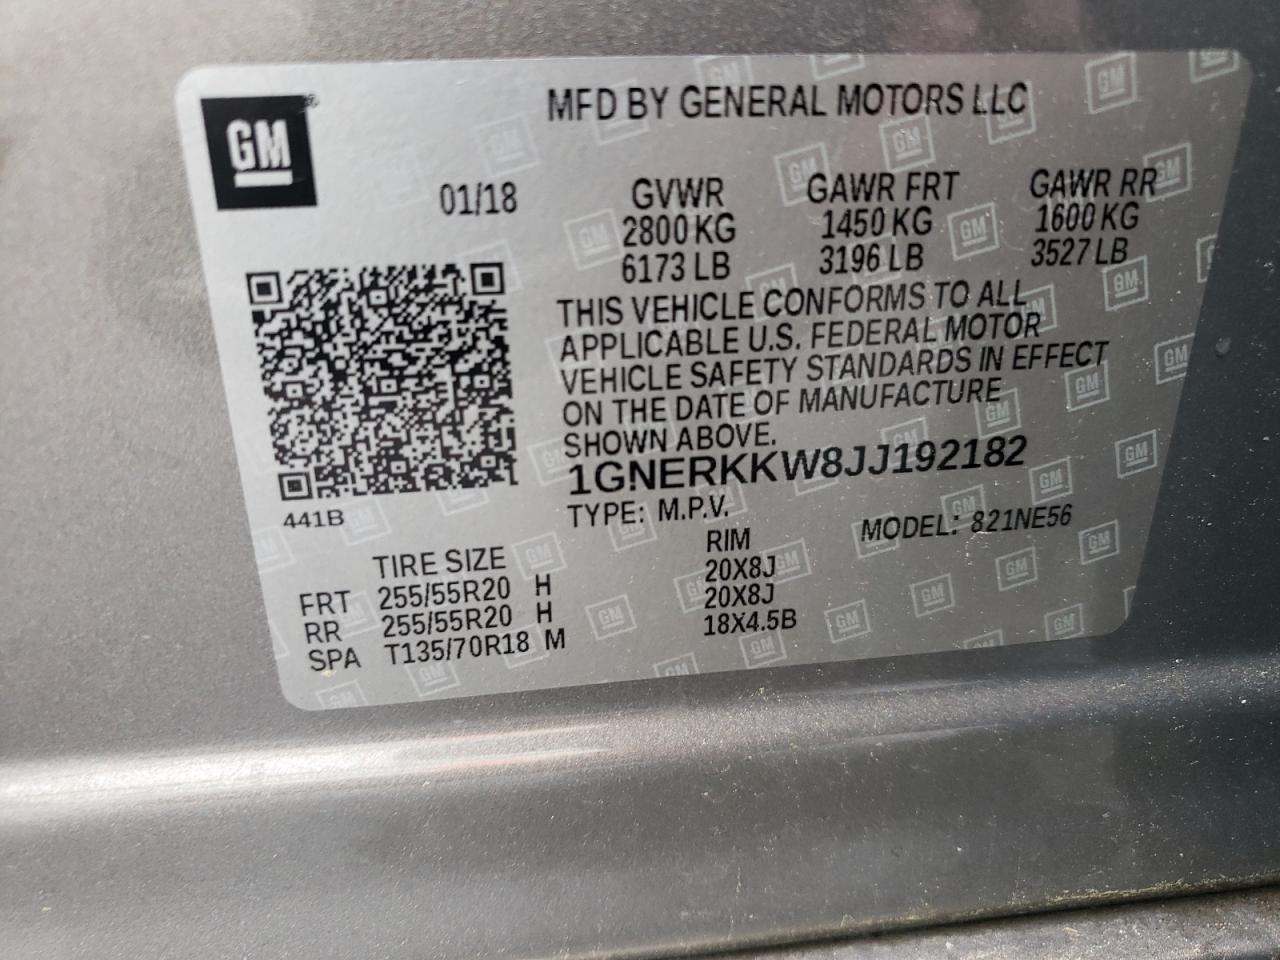 GM
MFD BY GENERAL MOTORS LLC
01/18 GVWR GAWR FRT GAWR RR
2800 KG 1450 KG 1600 KG
6173 LB 3196 LB 3527 LB
THIS VEHICLE CONFORMS TO ALL
APPLICABLE U.S. FEDERAL MOTOR
VEHICLE SAFETY STANDARDS IN EFFECT
ON THE DATE OF MANUFACTURE
SHOWN ABOVE.
1GNERKKW8JJ192182
441B
TYPE: M.P.V. MODEL: 821NE56
TIRE SIZE RIM
FRT 255/55R20 H 20X8J
RR 255/55R20 H 20X8J
SPA T135/70R18 M 18X4.5B